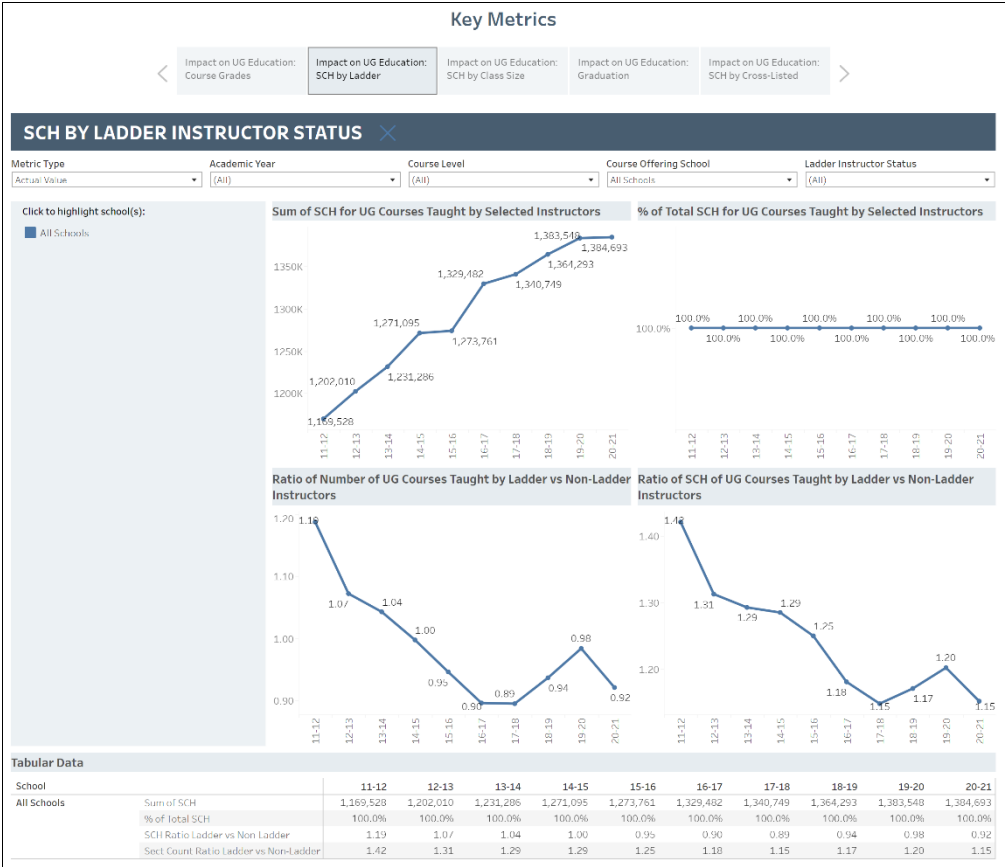 Key Metrics
Impact on UG Education: Course Grades
Impact on UG Education: SCH by Ladder
Impact on UG Education: SCH by Class Size
Impact on UG Education: Graduation
Impact on UG Education: SCH by Cross-Listed
SCH BY LADDER INSTRUCTOR STATUS
Metric Type Academic Year Course Level Course Offering School Ladder Instructor Status
Actual Value (All) (All) All Schools (All)
Click to highlight school(s):
All Schools
Sum of SCH for UG Courses Taught by Selected Instructors
1350K
1300K
1250K
1200K
1,169,528
1,202,010
1,231,286
1,271,095
1,273,761
1,329,482
1,340,749
1,364,293
1,383,548
1,384,693
11-12 12-13 13-14 14-15 15-16 16-17 17-18 18-19 19-20 20-21
% of Total SCH for UG Courses Taught by Selected Instructors
100.0%
100.0% 100.0% 100.0% 100.0% 100.0%
100.0% 100.0% 100.0% 100.0% 100.0%
11-12 12-13 13-14 14-15 15-16 16-17 17-18 18-19 19-20 20-21
Ratio of Number of UG Courses Taught by Ladder vs Non-Ladder
Instructors
1.20
1.10
1.00
0.90
1.19
1.07
1.04
1.00
0.95
0.90
0.89
0.94
0.98
0.92
11-12 12-13 13-14 14-15 15-16 16-17 17-18 18-19 19-20 20-21
Ratio of SCH of UG Courses Taught by Ladder vs Non-Ladder
Instructors
1.40
1.30
1.20
1.42
1.31
1.29
1.29
1.25
1.18
1.15
1.17
1.20
1.15
11-12 12-13 13-14 14-15 15-16 16-17 17-18 18-19 19-20 20-21
Tabular Data
School 11-12 12-13 13-14 14-15 15-16 16-17 17-18 18-19 19-20 20-21
All Schools Sum of SCH 1,169,528 1,202,010 1,231,286 1,271,095 1,273,761 1,329,482 1,340,749 1,364,293 1,383,548 1,384,693
% of Total SCH 100.0% 100.0% 100.0% 100.0% 100.0% 100.0% 100.0% 100.0% 100.0% 100.0%
SCH Ratio Ladder vs Non Ladder 1.19 1.07 1.04 1.00 0.95 0.90 0.89 0.94 0.98 0.92
Sect Count Ratio Ladder vs Non-Ladder 1.42 1.31 1.29 1.29 1.25 1.18 1.15 1.17 1.20 1.15